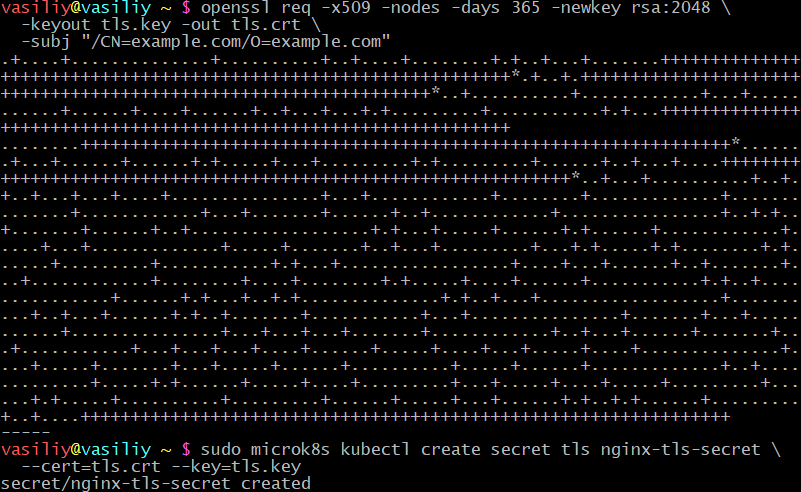 vasiliy@vasiliy ~ $ openssl req -x509 -nodes -days 365 -newkey rsa:2048 \
  -keyout tls.key -out tls.crt \
  -subj "/CN=example.com/O=example.com"
-----
vasiliy@vasiliy ~ $ sudo microk8s kubectl create secret tls nginx-tls-secret \
  --cert=tls.crt --key=tls.key
secret/nginx-tls-secret created